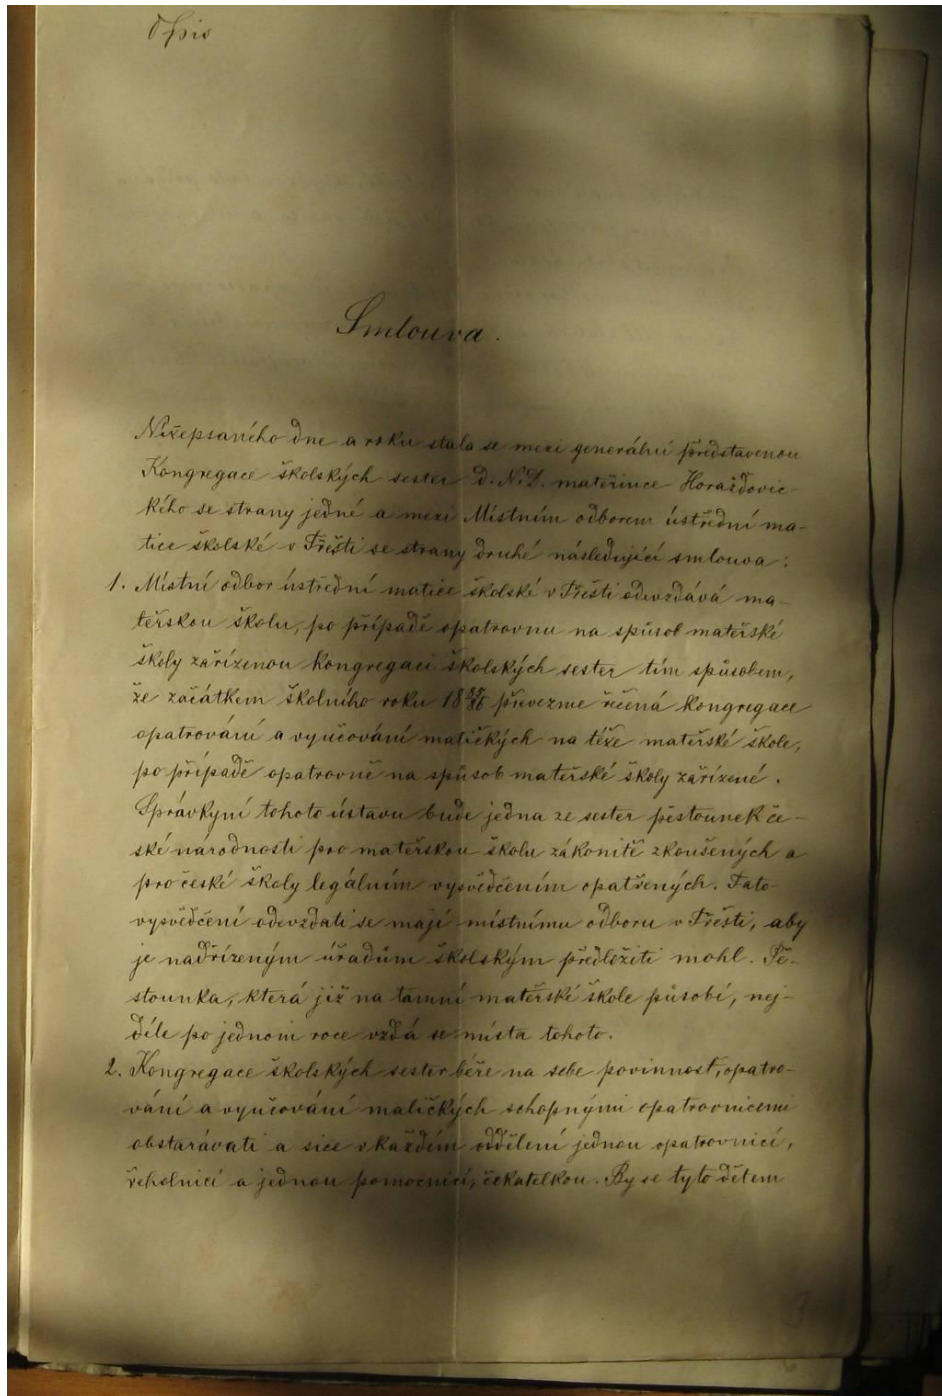 Opis
Smlouva.
Nížepsaného dne a roku stala se mezi generální představenou
Kongregace školských sester d. N. D. mateřince Horažďovic-
kého se strany jedné a mezi Místním odborem ústřední ma-
tice školské v Třešti se strany druhé následující smlouva:
1. Místní odbor ústřední matice školské v Třešti odevzdává ma-
teřskou školu, po případě opatrovnu na způsob mateřské
školy zařízenou kongregaci školských sester tím spůsobem,
že začátkem školního roku 18 převezme řečená kongregace
opatrování a vyučování maličkých na téže mateřské škole,
po případě opatrovně na spůsob mateřské školy zařízené.
Správkyní tohoto ústavu bude jedna ze sester pěstounek če-
ské národnosti pro mateřskou školu zákonitě zkoušených a
pro české školy legálním vysvědčením opatřených. Tato
vysvědčení odevzdati se mají místnímu odboru v Třešti, aby
je nadřízeným úřadům školským předložiti mohl. Pě-
stounka, která již na tamní mateřské škole působí, nej-
déle po jednom roce vzdá se místa tohoto.
2. Kongregace školských sester béře na sebe povinnost, opatro-
vání a vyučování maličkých schopnými opatrovnicemi
obstarávati a sice v každém oddělení jednou opatrovnicí,
řeholnicí a jednou pomocnicí, čekatelkou. By se tyto dětem